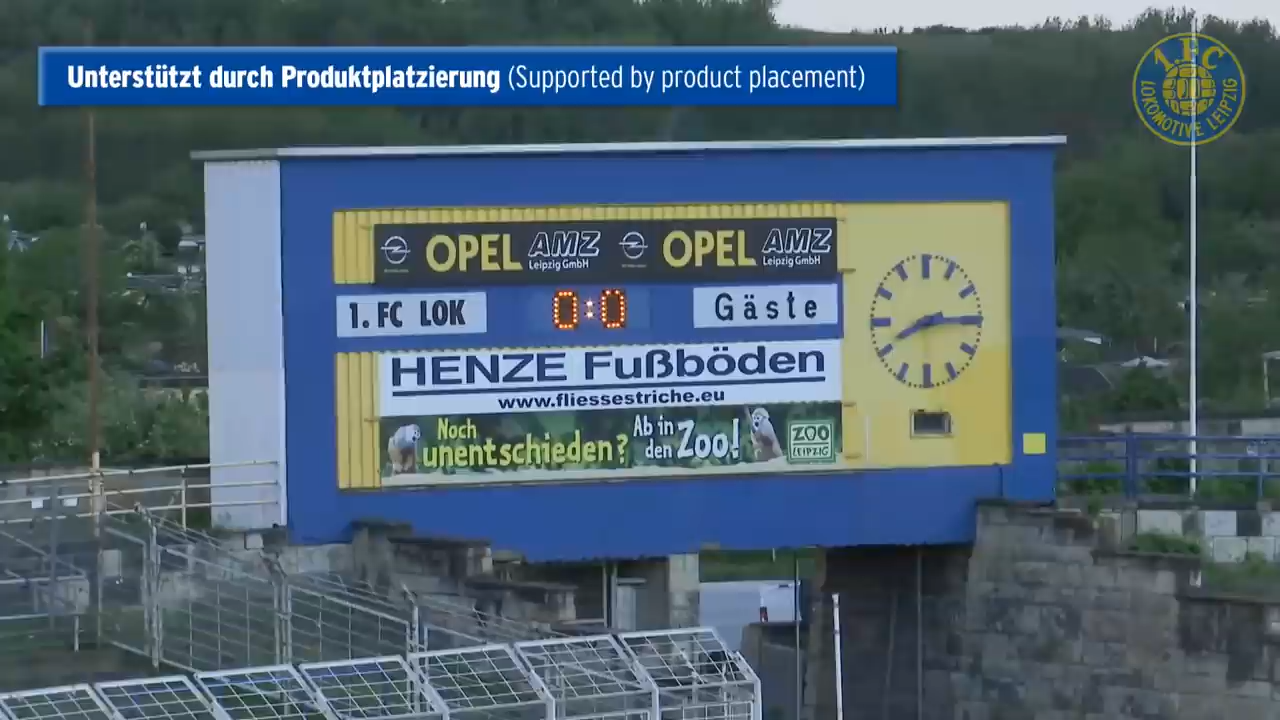 Unterstützt durch Produktplatzierung (Supported by product placement)
1. FC
LOKOMOTIVE LEIPZIG
OPEL AMZ Leipzig GmbH OPEL AMZ Leipzig GmbH
1. FC LOK 0:0 Gäste
HENZE Fußböden
www.fliessestriche.eu
Noch unentschieden? Ab in den Zoo! ZOO LEIPZIG